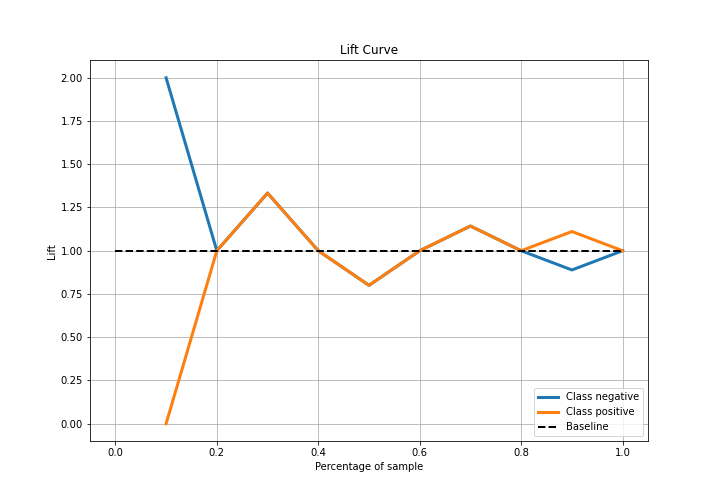 Lift Curve
2.00
1.75
1.50
1.25
1.00
0.75
0.50
0.25
0.00
Lift
0.0 0.2 0.4 0.6 0.8 1.0
Percentage of sample
Class negative
Class positive
Baseline